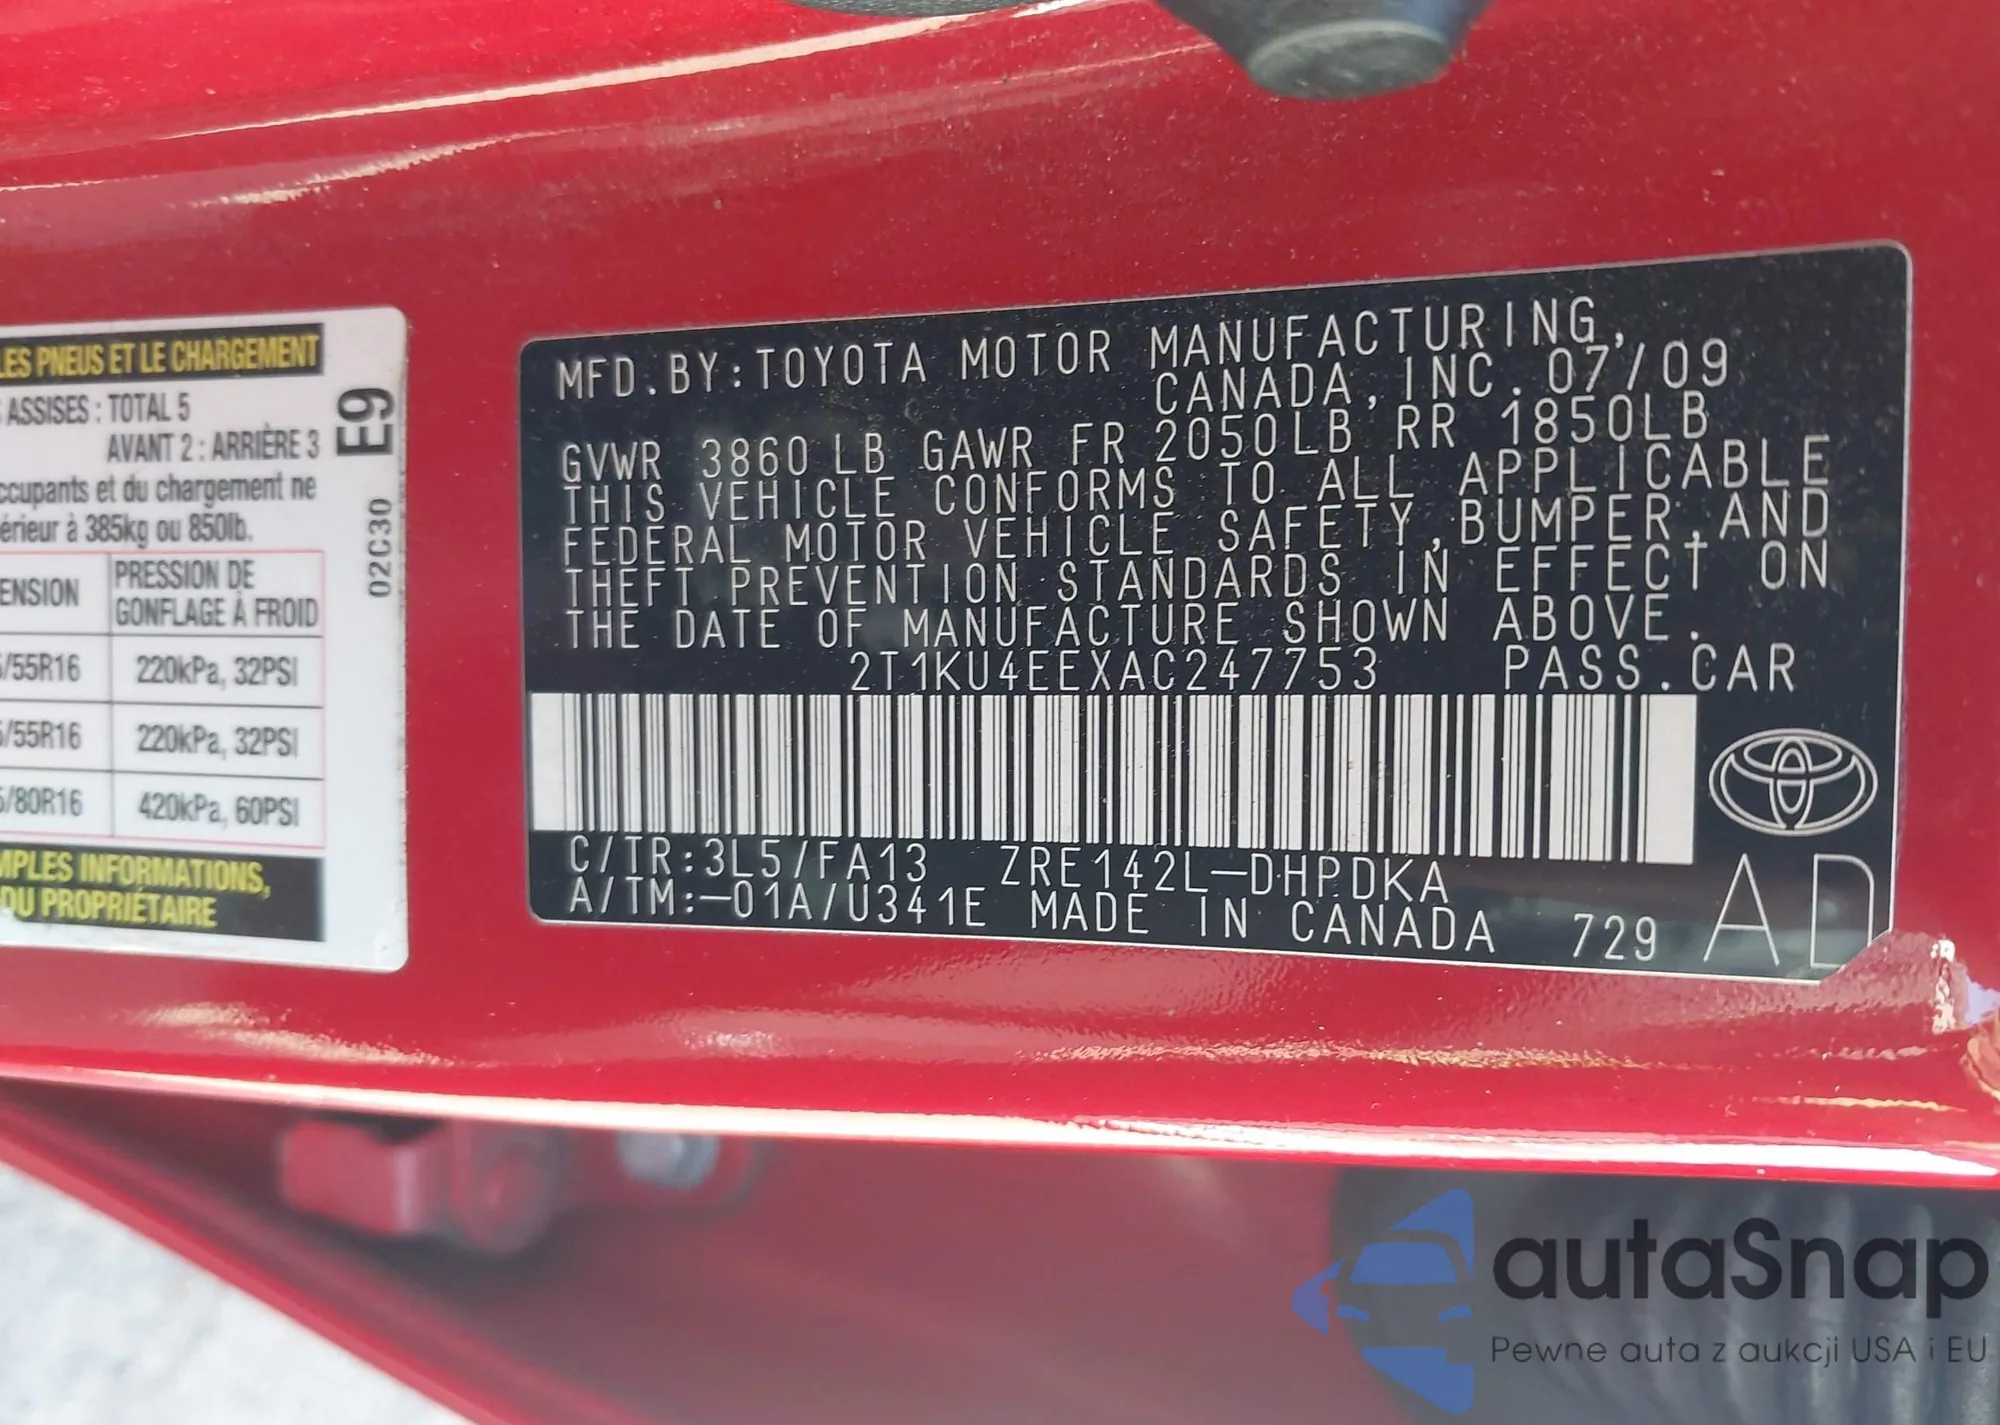 LES PNEUS ET LE CHARGEMENT
ASSISES : TOTAL 5
AVANT 2 : ARRIÈRE 3
ccupants et du chargement ne
érieur à 385kg ou 850lb.
ENSION PRESSION DE
GONFLAGE À FROID
/55R16 220kPa, 32PSI
/55R16 220kPa, 32PSI
/80R16 420kPa, 60PSI
MPLES INFORMATIONS,
DU PROPRIÉTAIRE
E9
02C30
MFD.BY:TOYOTA MOTOR MANUFACTURING,
CANADA, INC. 07/09
GVWR 3860LB GAWR FR 2050LB RR 1850LB
THIS VEHICLE CONFORMS TO ALL APPLICABLE
FEDERAL MOTOR VEHICLE SAFETY,BUMPER,AND
THEFT PREVENTION STANDARDS IN EFFECT ON
THE DATE OF MANUFACTURE SHOWN ABOVE.
2T1KU4EEXAC247753 PASS.CAR
C/TR:3L5/FA13 ZRE142L-DHPDKA
A/TM:-01A/U341E MADE IN CANADA 729 AD
autaSnap
Pewne auta z aukcji USA i EU